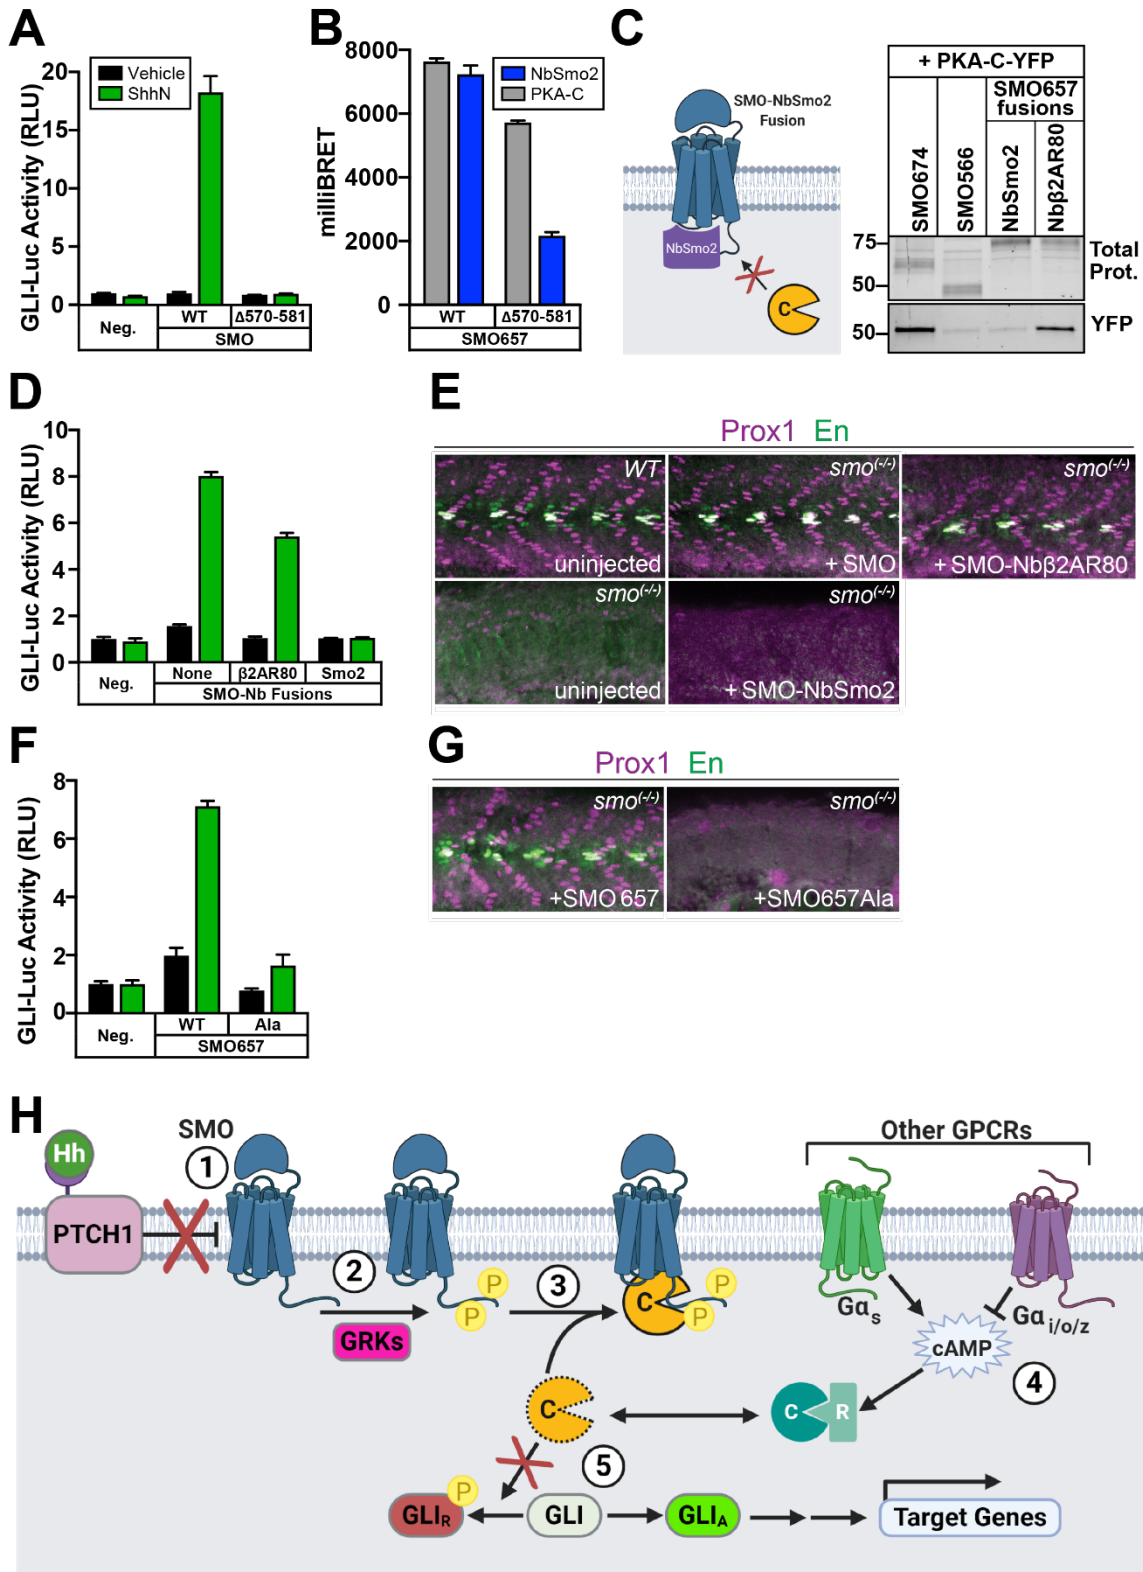 A
GLI-Luc Activity (RLU)
20
15
10
5
0
Vehicle
ShhN
Neg.
WT
Δ570-581
SMO
B
milliBRET
8000
6000
4000
2000
0
NbSmo2
PKA-C
WT
Δ570-581
SMO657
C
SMO-NbSmo2
Fusion
NbSmo2
C
+ PKA-C-YFP
SMO657
fusions
SMO674
SMO566
NbSmo2
Nbβ2AR80
75
50
Total
Prot.
50
YFP
D
GLI-Luc Activity (RLU)
10
8
6
4
2
0
Neg.
None
β2AR80
Smo2
SMO-Nb Fusions
E
Prox1 En
WT
uninjected
smo(-/-)
+ SMO
smo(-/-)
+ SMO-Nbβ2AR80
smo(-/-)
uninjected
smo(-/-)
+ SMO-NbSmo2
F
GLI-Luc Activity (RLU)
8
6
4
2
0
Neg.
WT
Ala
SMO657
G
Prox1 En
smo(-/-)
+SMO 657
smo(-/-)
+SMO657Ala
H
Hh
PTCH1
SMO
1
2
GRKs
P
P
3
C
P
P
Other GPCRs
Gαs
Gαi/o/z
cAMP
4
C
C
R
5
P
GLIR
GLI
GLIA
Target Genes